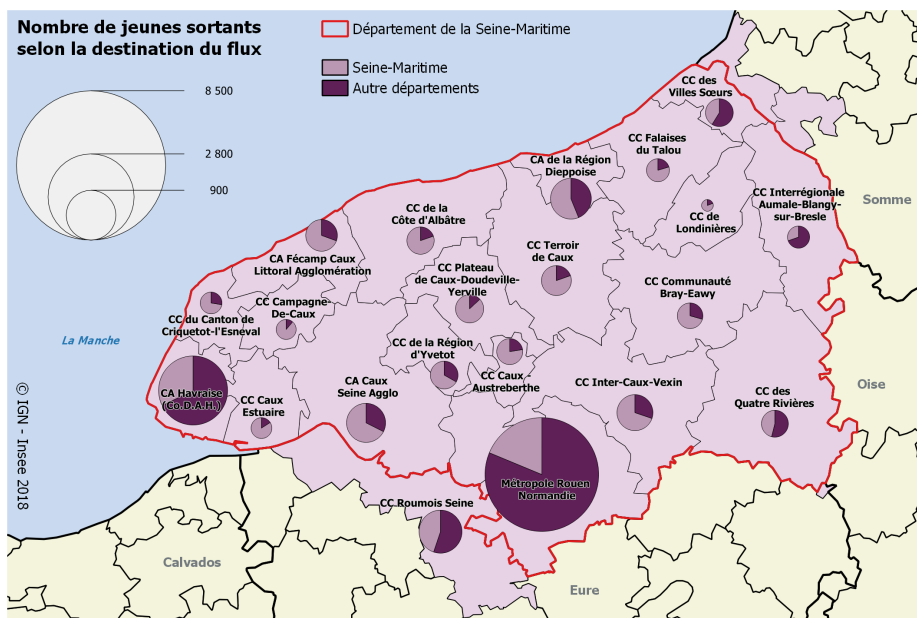 Nombre de jeunes sortants
selon la destination du flux
8 500
2 800
900
Département de la Seine-Maritime
Seine-Maritime
Autre départements
CC des
Villes Sœurs
CC Falaises
du Talou
CA de la Région
Dieppoise
CC Interrégionale
Aumale-Blangy-
sur-Bresle
Somme
CC de
Londinières
CC de la
Côte d'Albâtre
CA Fécamp Caux
Littoral Agglomération
CC Terroir
de Caux
CC Plateau
de Caux-Doudeville-
Yerville
CC Communauté
Bray-Eawy
CC Campagne-
De-Caux
CC du Canton de
Criquetot-l'Esneval
La Manche
CC de la Région
d'Yvetot
CC Caux -
Austreberthe
CA Havraise
(Co.D.A.H.)
CC Caux
Estuaire
CA Caux
Seine Agglo
CC Inter-Caux-Vexin
CC des
Quatre Rivières
Oise
Métropole Rouen
Normandie
CC Roumois Seine
Calvados
Eure
© IGN - Insee 2018